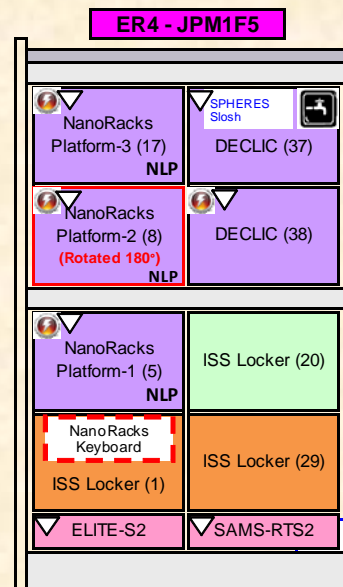 ER4 - JPM1F5
NanoRacks
Platform-3 (17)
NLP
SPHERES
Slosh
DECLIC (37)
NanoRacks
Platform-2 (8)
(Rotated 180°)
NLP
DECLIC (38)
NanoRacks
Platform-1 (5)
NLP
ISS Locker (20)
NanoRacks
Keyboard
ISS Locker (1)
ISS Locker (29)
ELITE-S2
SAMS-RTS2